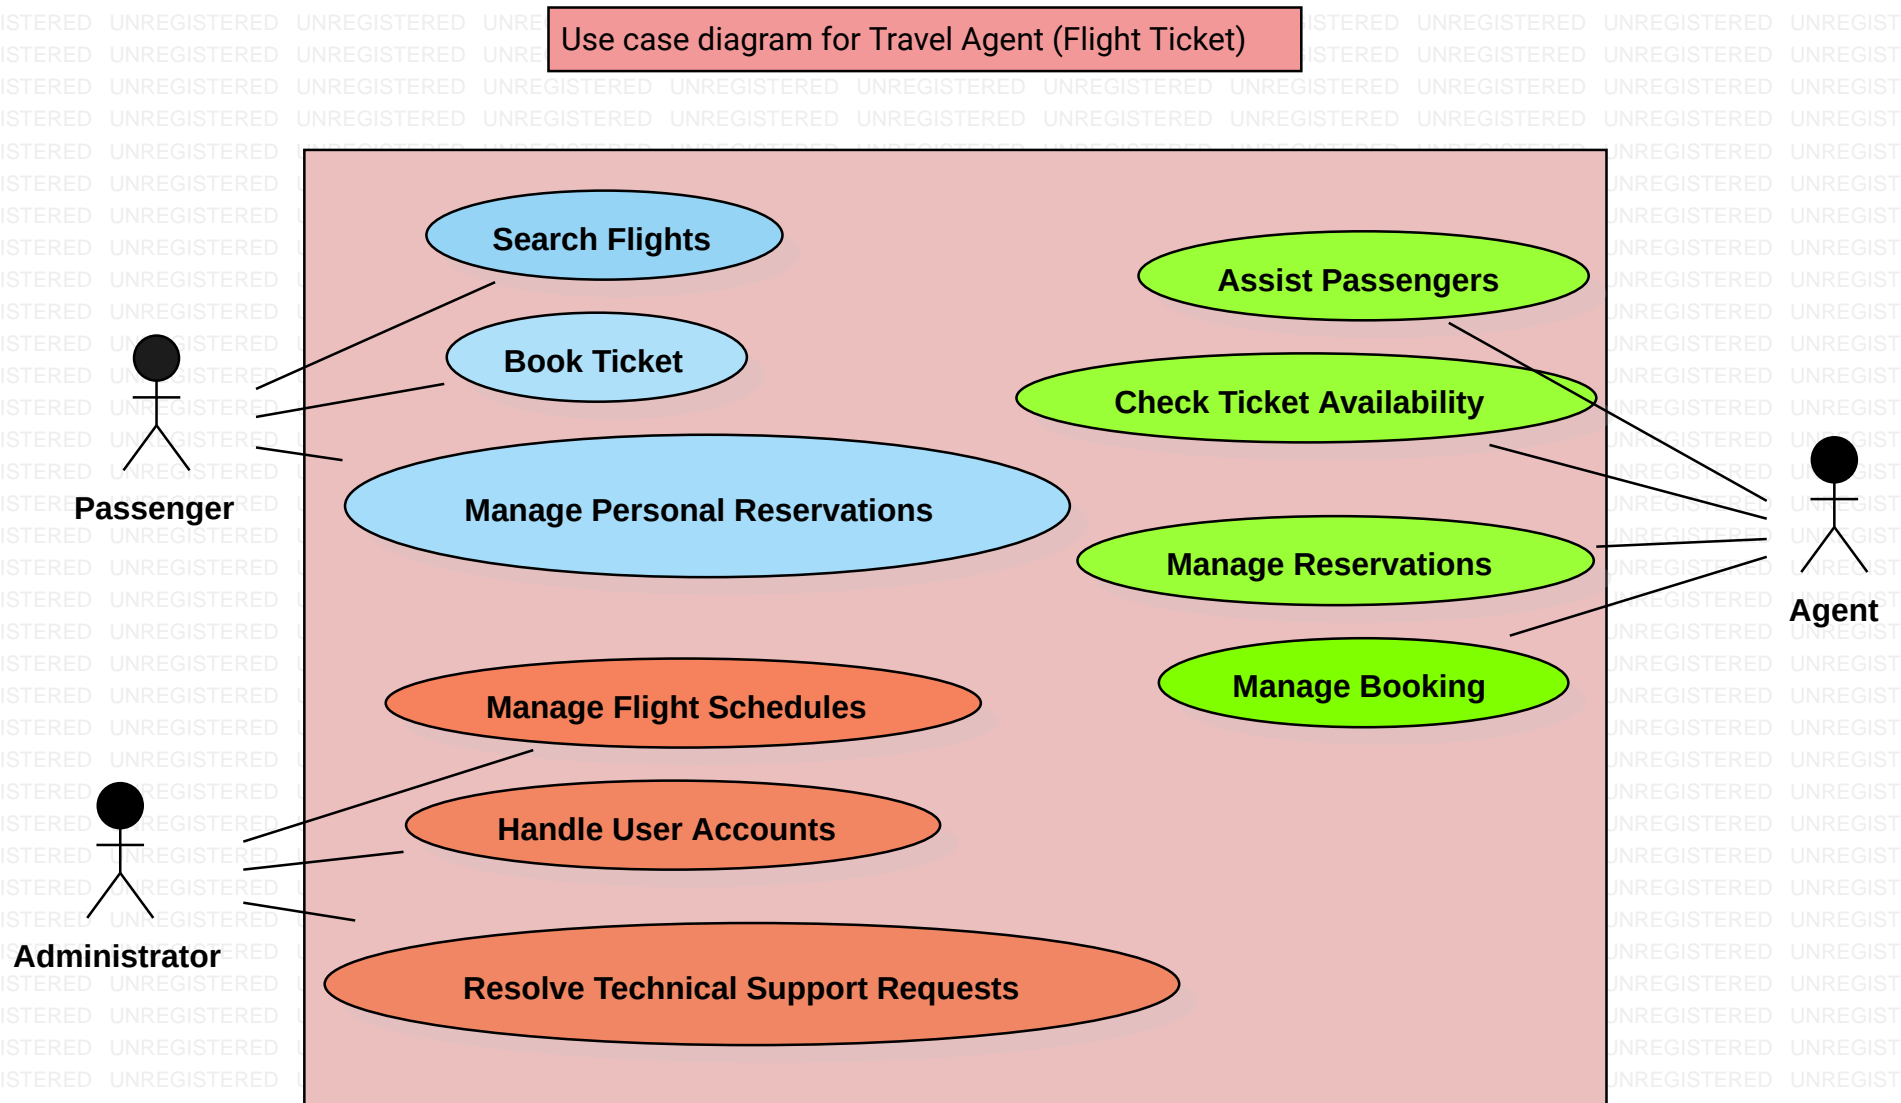 Use case diagram for Travel Agent (Flight Ticket)
Search Flights
Assist Passengers
Book Ticket
Check Ticket Availability
Passenger
Manage Personal Reservations
Manage Reservations
Agent
Manage Flight Schedules
Manage Booking
Handle User Accounts
Administrator
Resolve Technical Support Requests
UNREGISTERED